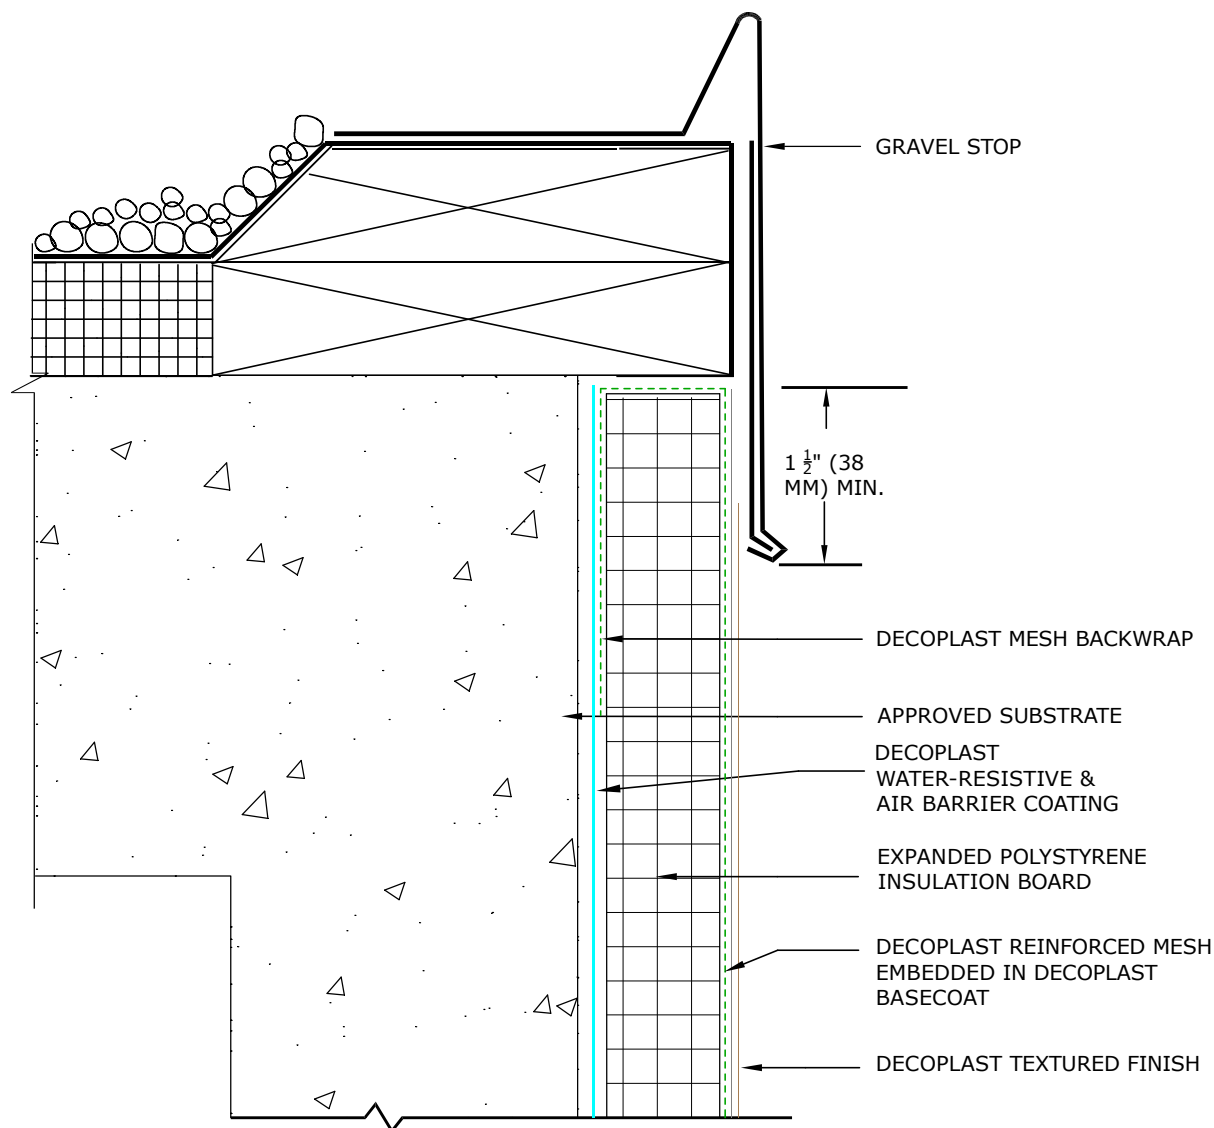 GRAVEL STOP
1 ½" (38
MM) MIN.
DECOPLAST MESH BACKWRAP
APPROVED SUBSTRATE
DECOPLAST
WATER-RESISTIVE &
AIR BARRIER COATING
EXPANDED POLYSTYRENE
INSULATION BOARD
DECOPLAST REINFORCED MESH
EMBEDDED IN DECOPLAST
BASECOAT
DECOPLAST TEXTURED FINISH